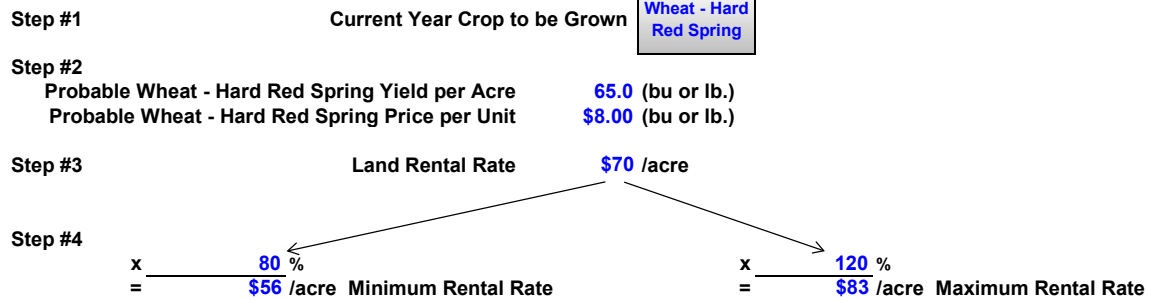 Step #1 Current Year Crop to be Grown Wheat - Hard Red Spring
Step #2
Probable Wheat - Hard Red Spring Yield per Acre 65.0 (bu or lb.)
Probable Wheat - Hard Red Spring Price per Unit $8.00 (bu or lb.)
Step #3 Land Rental Rate $70 /acre
Step #4
x 80 % x 120 %
= $56 /acre Minimum Rental Rate = $83 /acre Maximum Rental Rate